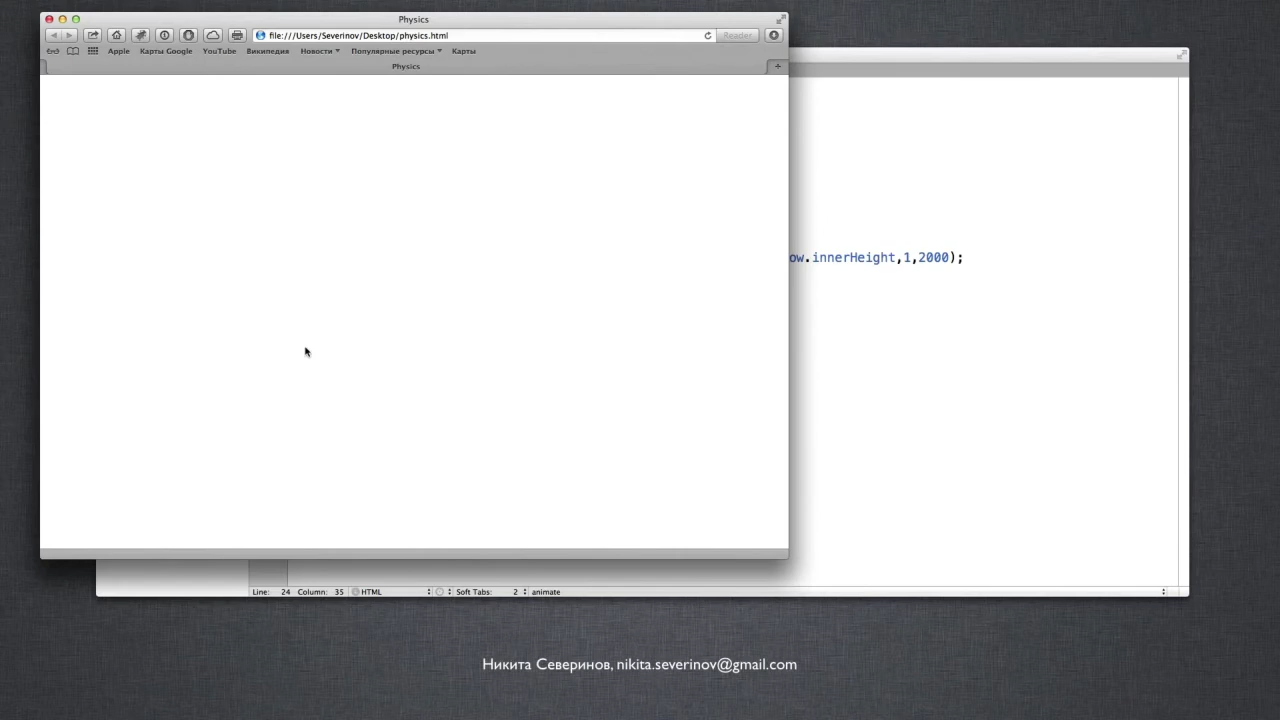 Physics
file:///Users/Severinov/Desktop/physics.html
Reader
Apple Карты Google YouTube Википедия Новости Популярные ресурсы Карты
Physics
ow.innerHeight,1,2000);
Line: 24 Column: 35 HTML Soft Tabs: 2 animate
Никита Северинов, nikita.severinov@gmail.com